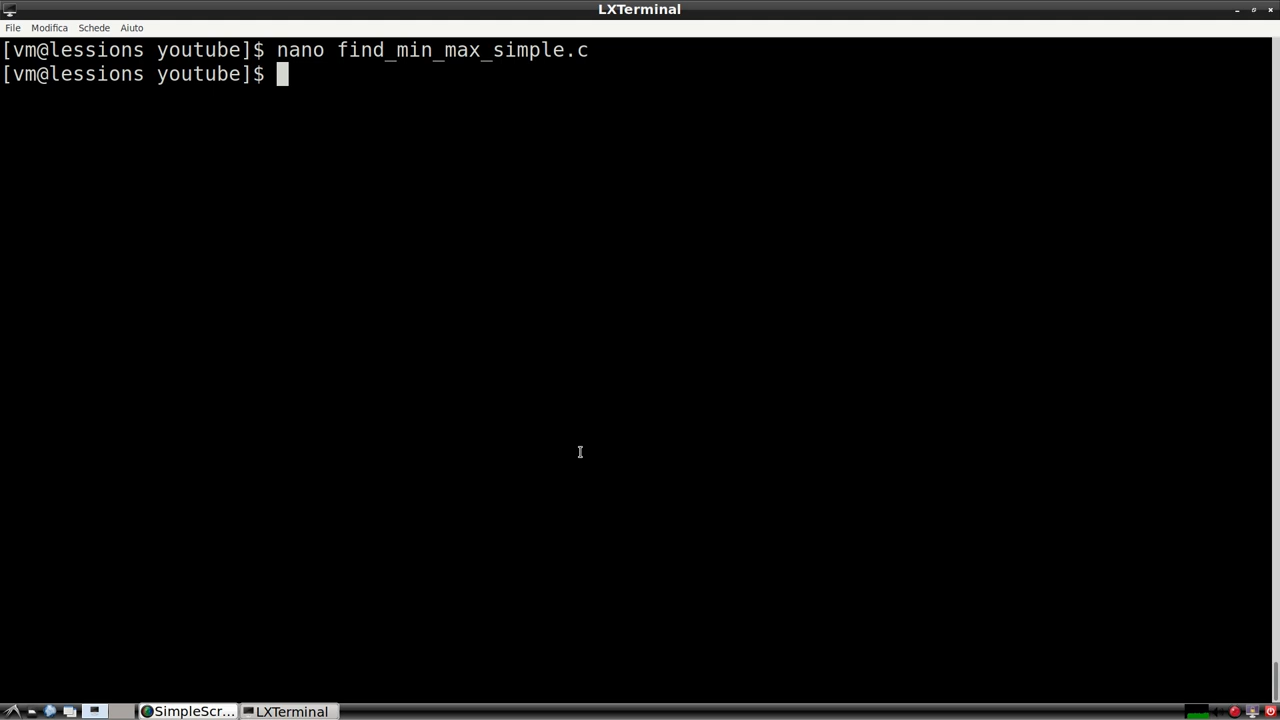 LXTerminal
File Modifica Schede Aiuto
[vm@lessions youtube]$ nano find_min_max_simple.c
[vm@lessions youtube]$
SimpleScr... LXTerminal